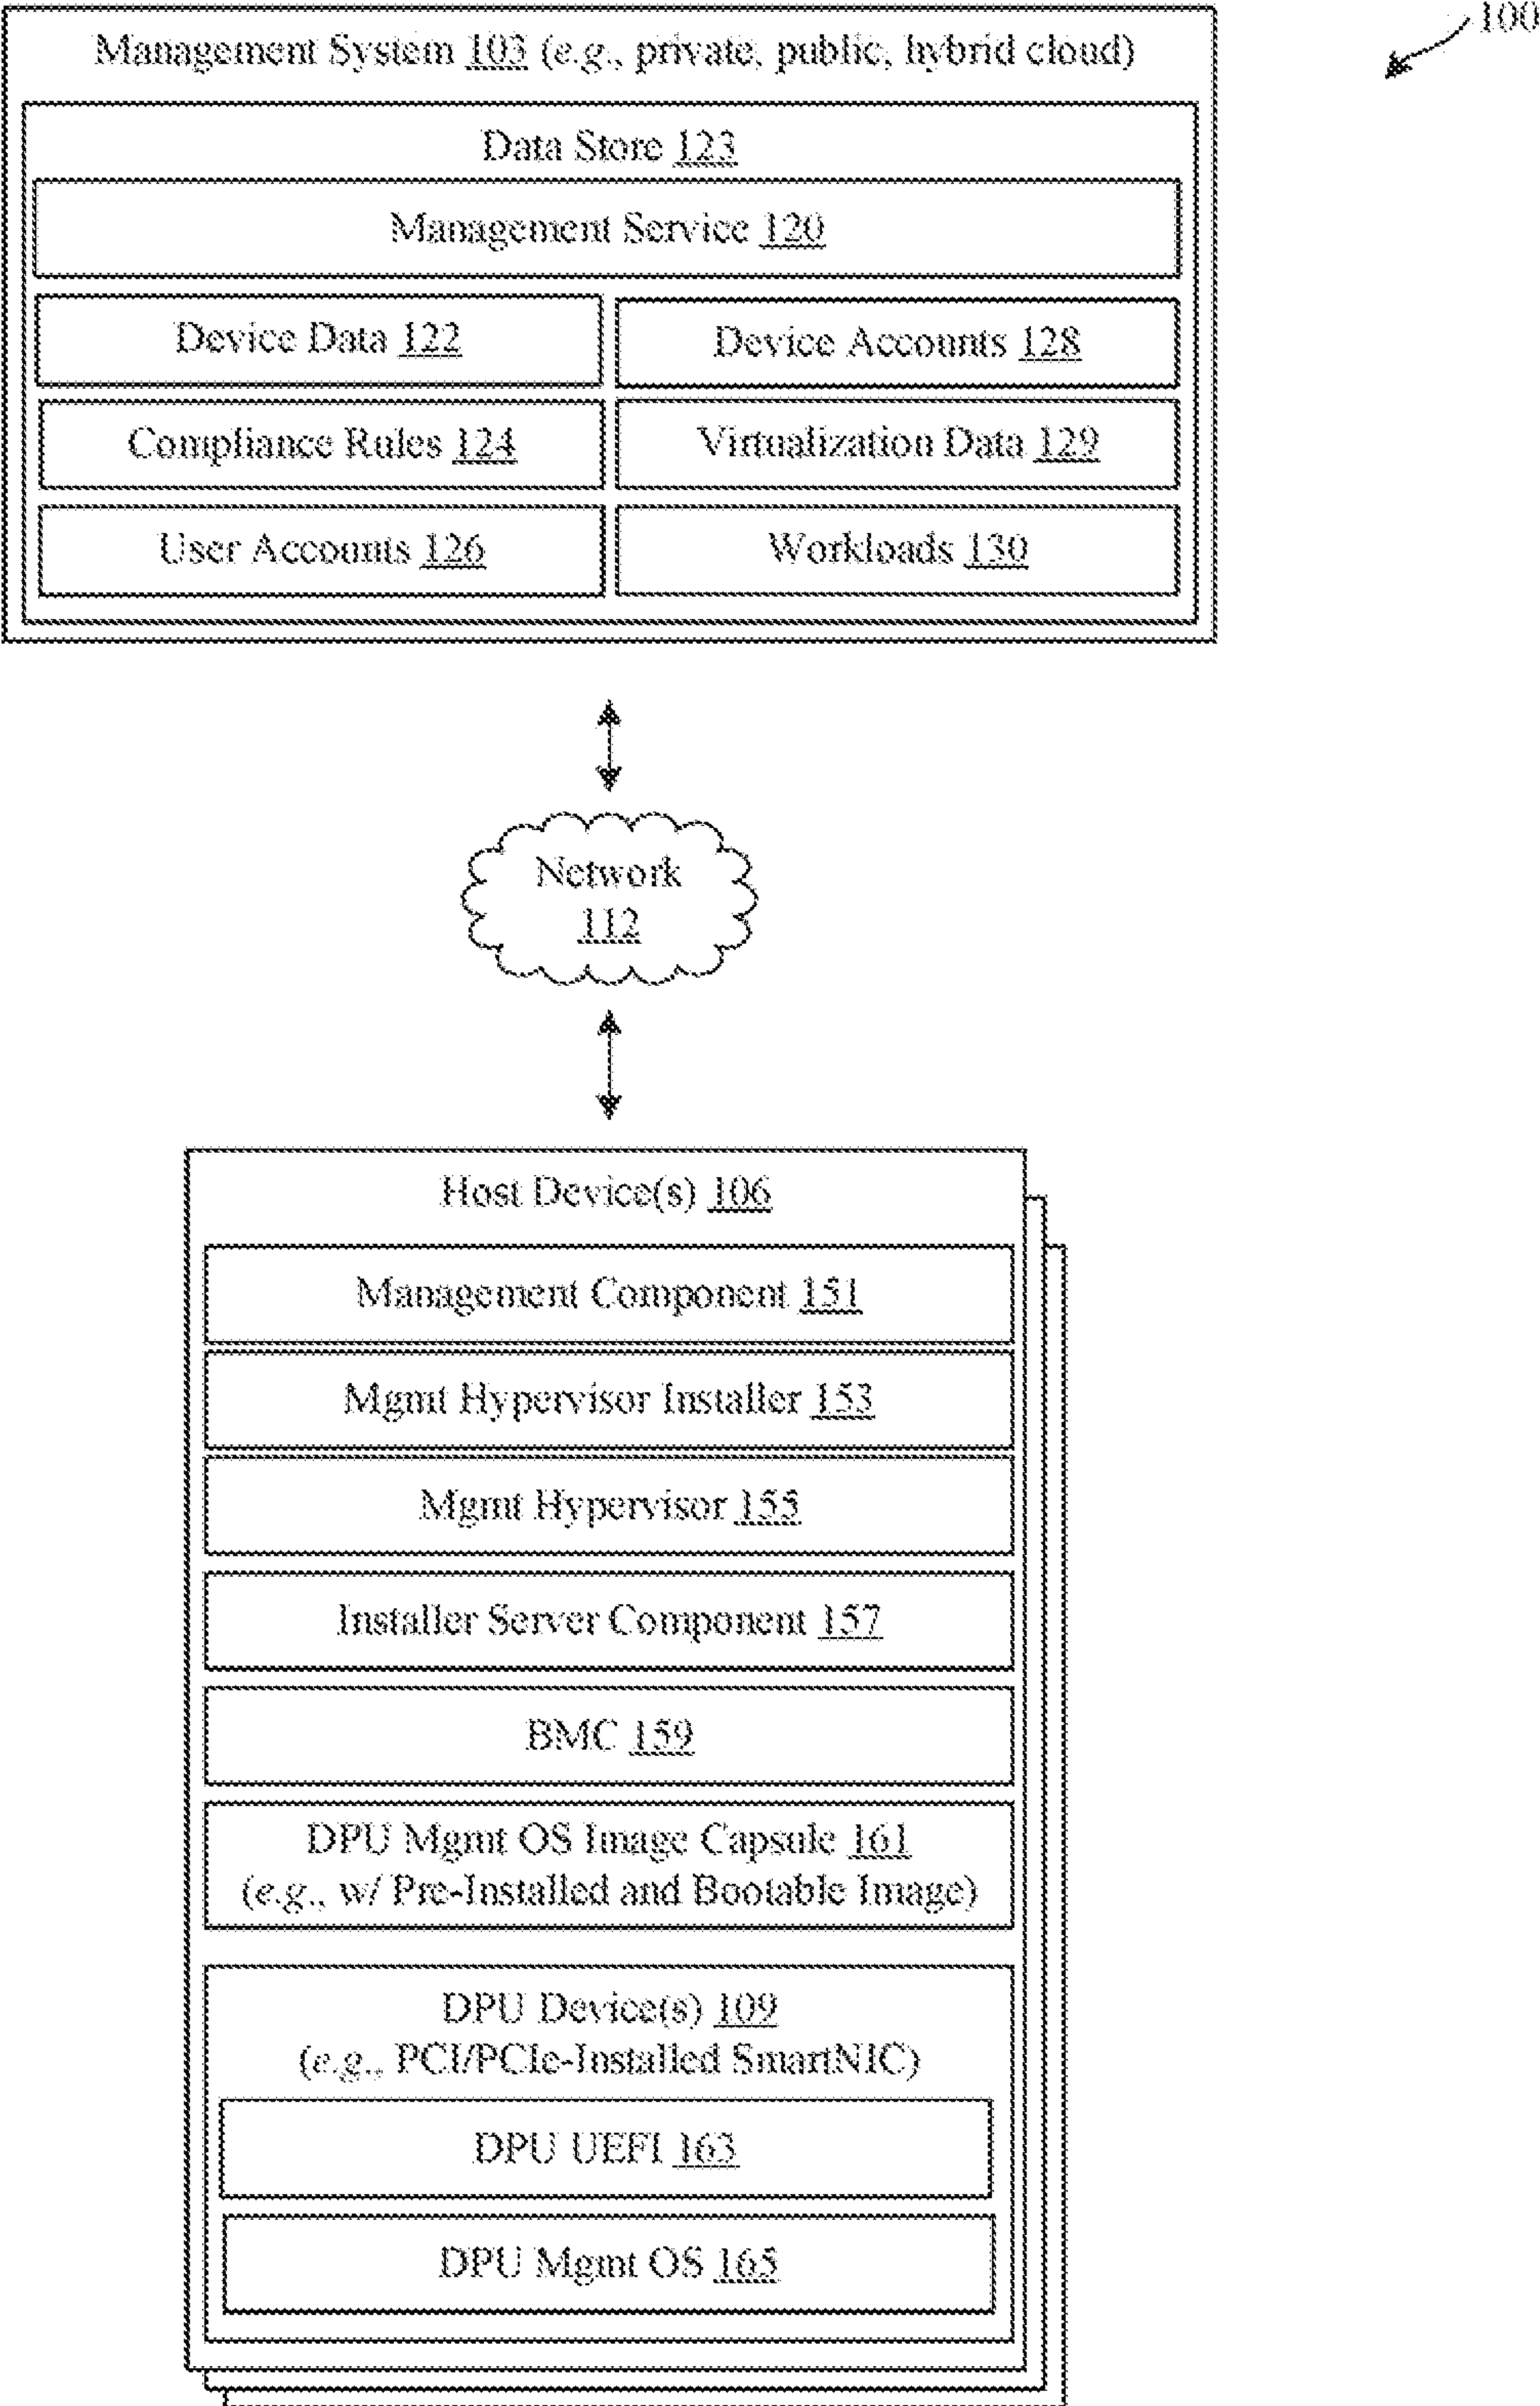 100
Management System 103 (e.g., private, public, hybrid cloud)
Data Store 123
Management Service 120
Device Data 122
Device Accounts 128
Compliance Rules 124
Virtualization Data 129
User Accounts 126
Workloads 130
Network
112
Host Device(s) 106
Management Component 151
Mgmt Hypervisor Installer 153
Mgmt Hypervisor 155
Installer Server Component 157
BMC 159
DPU Mgmt OS Image Capsule 161
(e.g., w/ Pre-Installed and Bootable Image)
DPU Device(s) 109
(e.g., PCI/PCIe-Installed SmartNIC)
DPU UEFI 163
DPU Mgmt OS 165